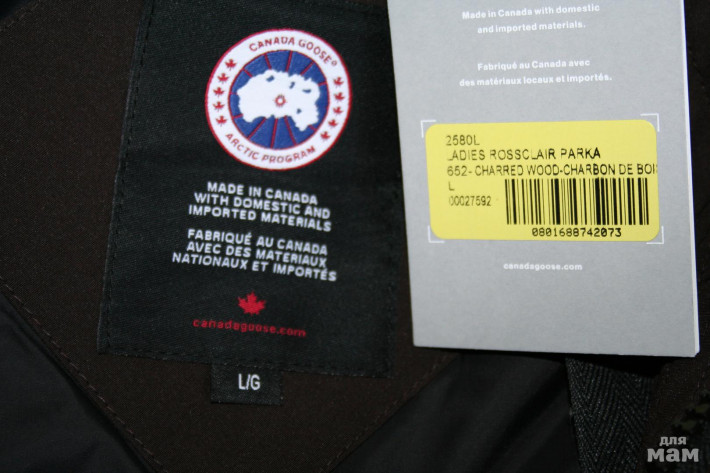 CANADA GOOSE®
ARCTIC PROGRAM
MADE IN CANADA
WITH DOMESTIC AND
IMPORTED MATERIALS
FABRIQUÉ AU CANADA
AVEC DES MATERIAUX
NATIONAUX ET IMPORTÉS
canadagoose.com
L/G
Made in Canada with domestic
and imported materials.
Fabriqué au Canada avec
des matériaux locaux et importés.
2580L
LADIES ROSSCLAIR PARKA
652- CHARRED WOOD-CHARBON DE BOI
L
00027592
0801688742073
canadagoose.com
для
мам